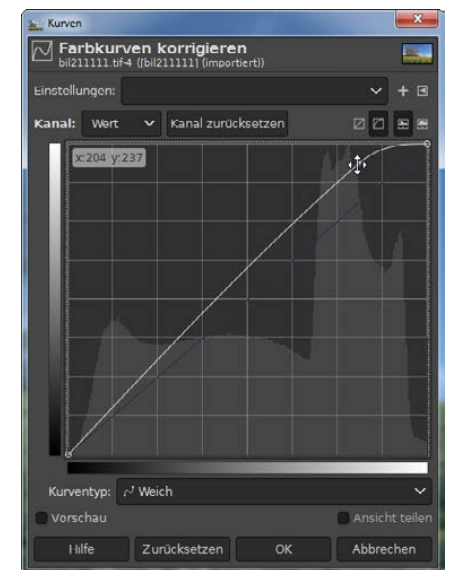 Kurven
Farbkurven korrigieren
bil211111.tif-4 ([bil211111] (importiert))
Einstellungen:
Kanal: Wert Kanal zurücksetzen
x:204 y:237
Kurventyp: Weich
Vorschau Ansicht teilen
Hilfe Zurücksetzen OK Abbrechen